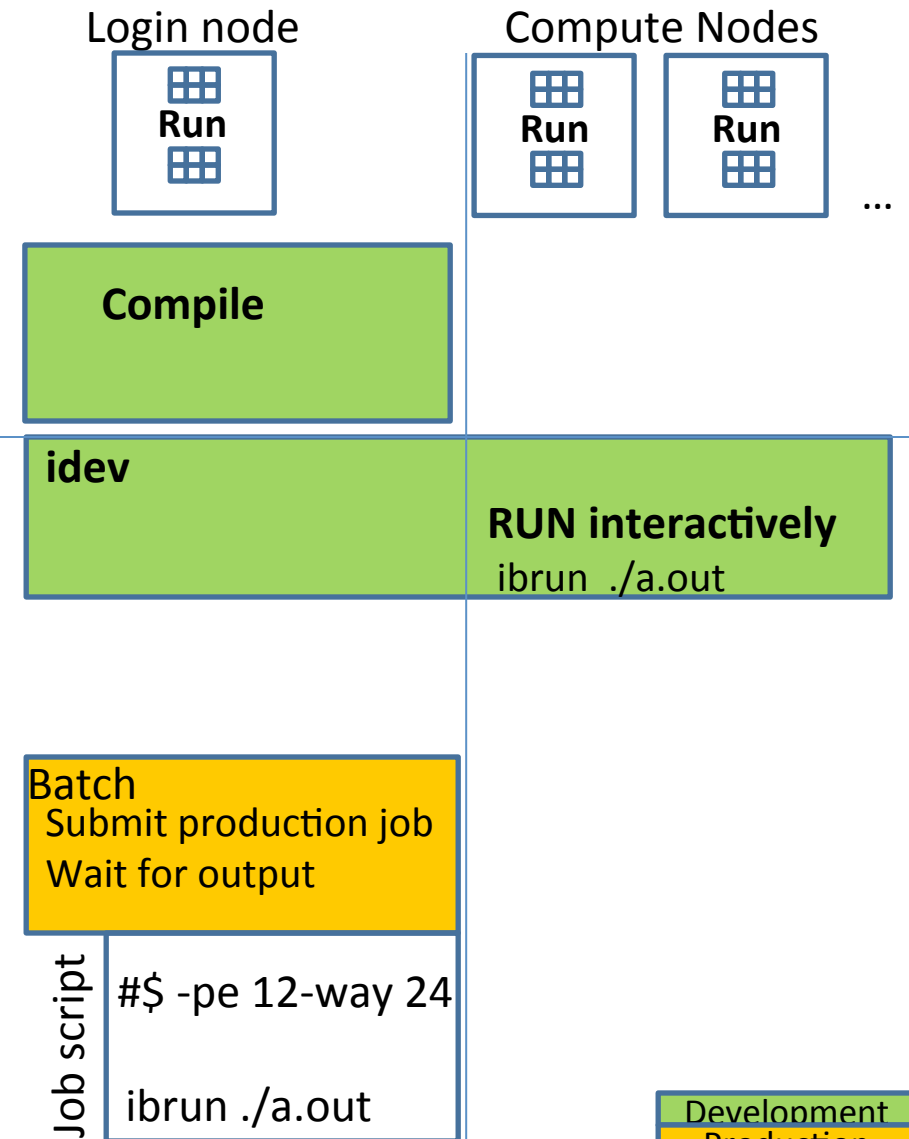 Login node
Compute Nodes
Run
Run
Run
...
Compile
idev
RUN interactively
ibrun ./a.out
Batch
Submit production job
Wait for output
Job script
#$ -pe 12-way 24
ibrun ./a.out
Development
Production